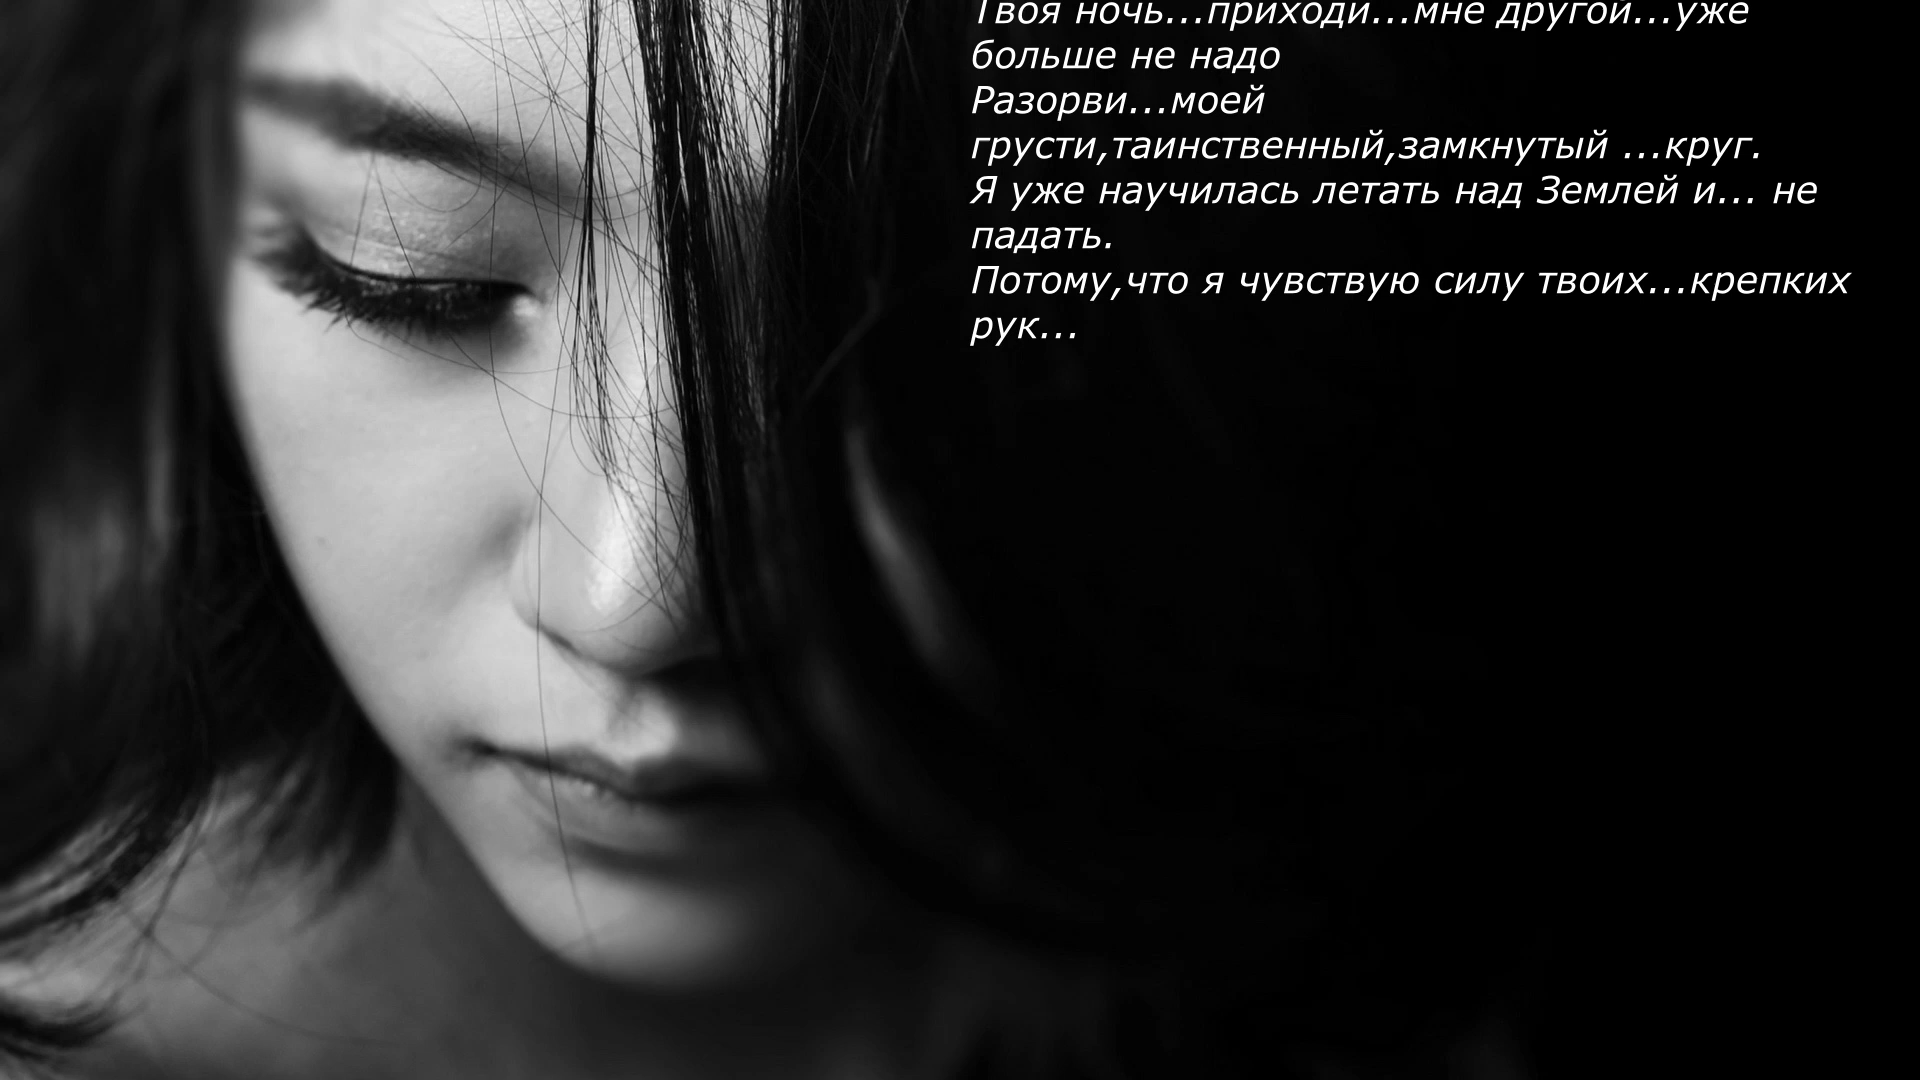 Твоя ночь...приходи...мне другой...уже
больше не надо
Разорви...моей
грусти,таинственный,замкнутый ...круг.
Я уже научилась летать над Землей и... не
падать.
Потому,что я чувствую силу твоих...крепких
рук...